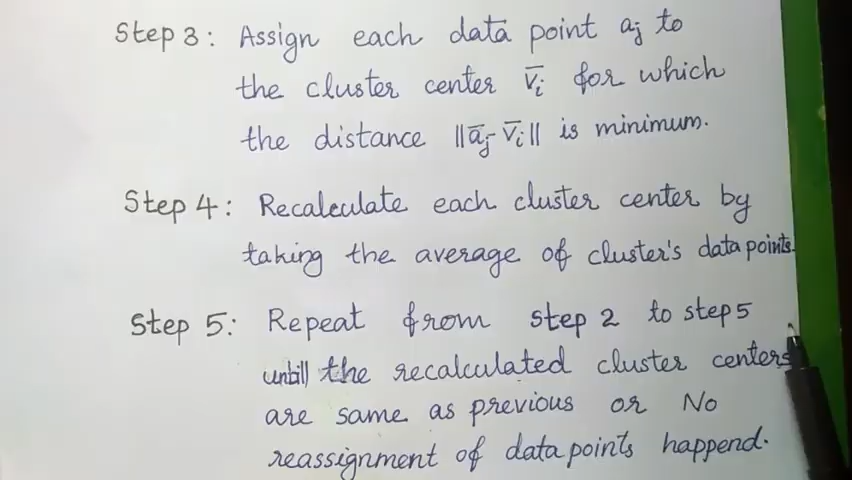 Step 3: Assign each data point aj to
the cluster center v̅i for which
the distance ||a̅j - v̅i|| is minimum.
Step 4: Recalculate each cluster center by
taking the average of cluster's data points.
Step 5: Repeat from step 2 to step 5
untill the recalculated cluster centers
are same as previous or No
reassignment of data points happend.